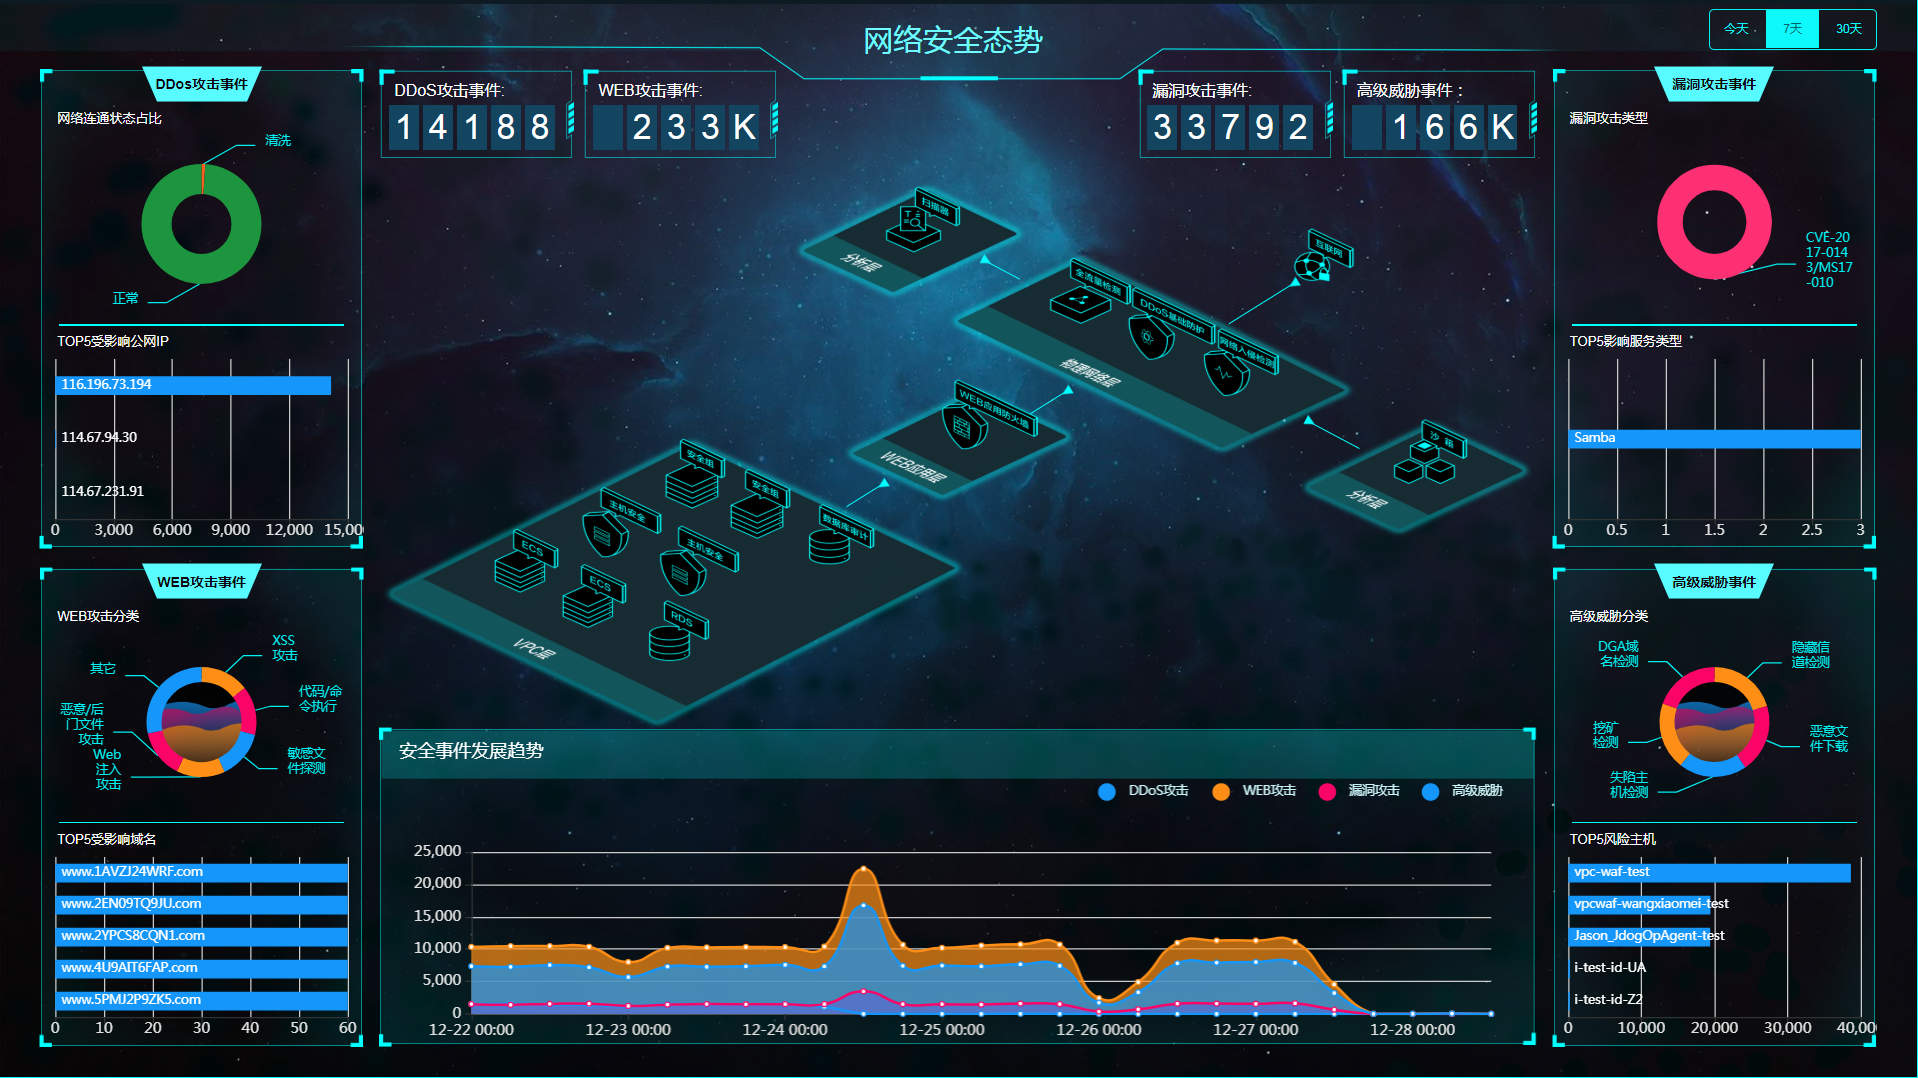 网络安全态势
今天
7天
30天
DDos攻击事件
网络连通状态占比
清洗
正常
TOP5受影响公网IP
116.196.73.194
114.67.94.30
114.67.231.91
0 3,000 6,000 9,000 12,000 15,00
WEB攻击事件
WEB攻击分类
XSS
攻击
其它
代码/命
令执行
恶意/后
门文件
攻击
Web
注入
攻击
敏感文
件探测
TOP5受影响域名
www.1AVZJ24WRF.com
www.2EN09TQ9JU.com
www.2YPCS8CQN1.com
www.4U9AIT6FAP.com
www.5PMJ2P9ZK5.com
0 10 20 30 40 50 60
DDoS攻击事件:
14188
WEB攻击事件:
233K
漏洞攻击事件:
33792
高级威胁事件：
166K
扫描器
分析层
互联网
全流量检测
DDoS基础防护
网络入侵检测
物理网络层
WEB应用防火墙
WEB应用层
沙 箱
分析层
安全组
安全组
主机安全
数据库审计
主机安全
ECS
ECS
RDS
VPC层
安全事件发展趋势
DDoS攻击 WEB攻击 漏洞攻击 高级威胁
25,000
20,000
15,000
10,000
5,000
0
12-22 00:00 12-23 00:00 12-24 00:00 12-25 00:00 12-26 00:00 12-27 00:00 12-28 00:00
漏洞攻击事件
漏洞攻击类型
CVE-20
17-014
3/MS17
-010
TOP5影响服务类型
Samba
0 0.5 1 1.5 2 2.5 3
高级威胁事件
高级威胁分类
DGA域
名检测
隐藏信
道检测
挖矿
检测
恶意文
件下载
失陷主
机检测
TOP5风险主机
vpc-waf-test
vpcwaf-wangxiaomei-test
Jason_JdogOpAgent-test
i-test-id-UA
i-test-id-Z2
0 10,000 20,000 30,000 40,00